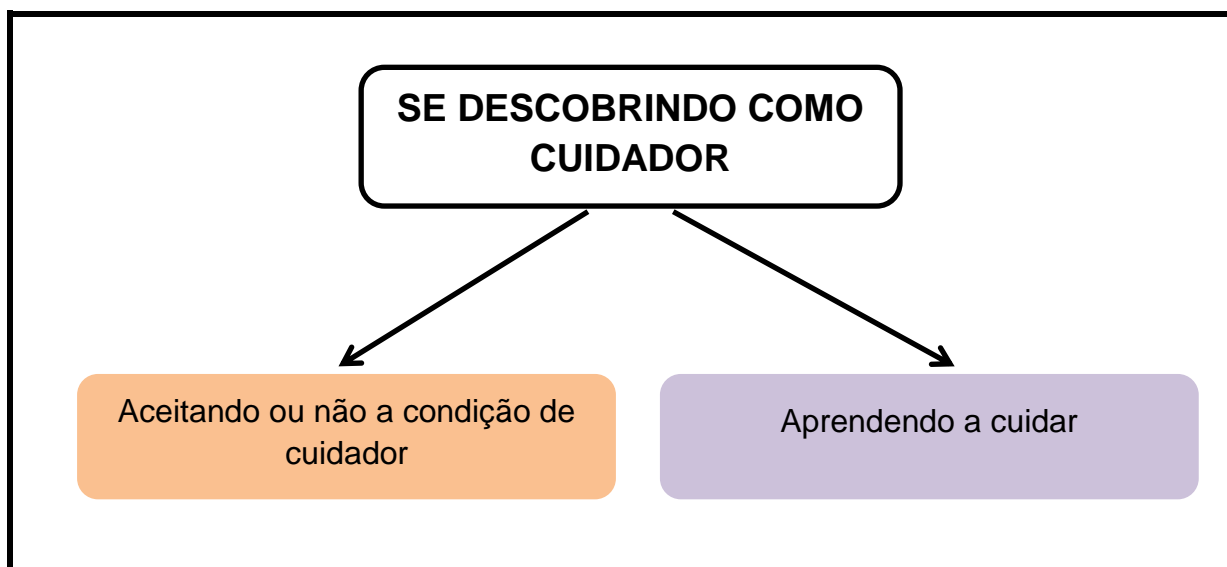 SE DESCOBRINDO COMO
CUIDADOR
Aceitando ou não a condição de
cuidador
Aprendendo a cuidar